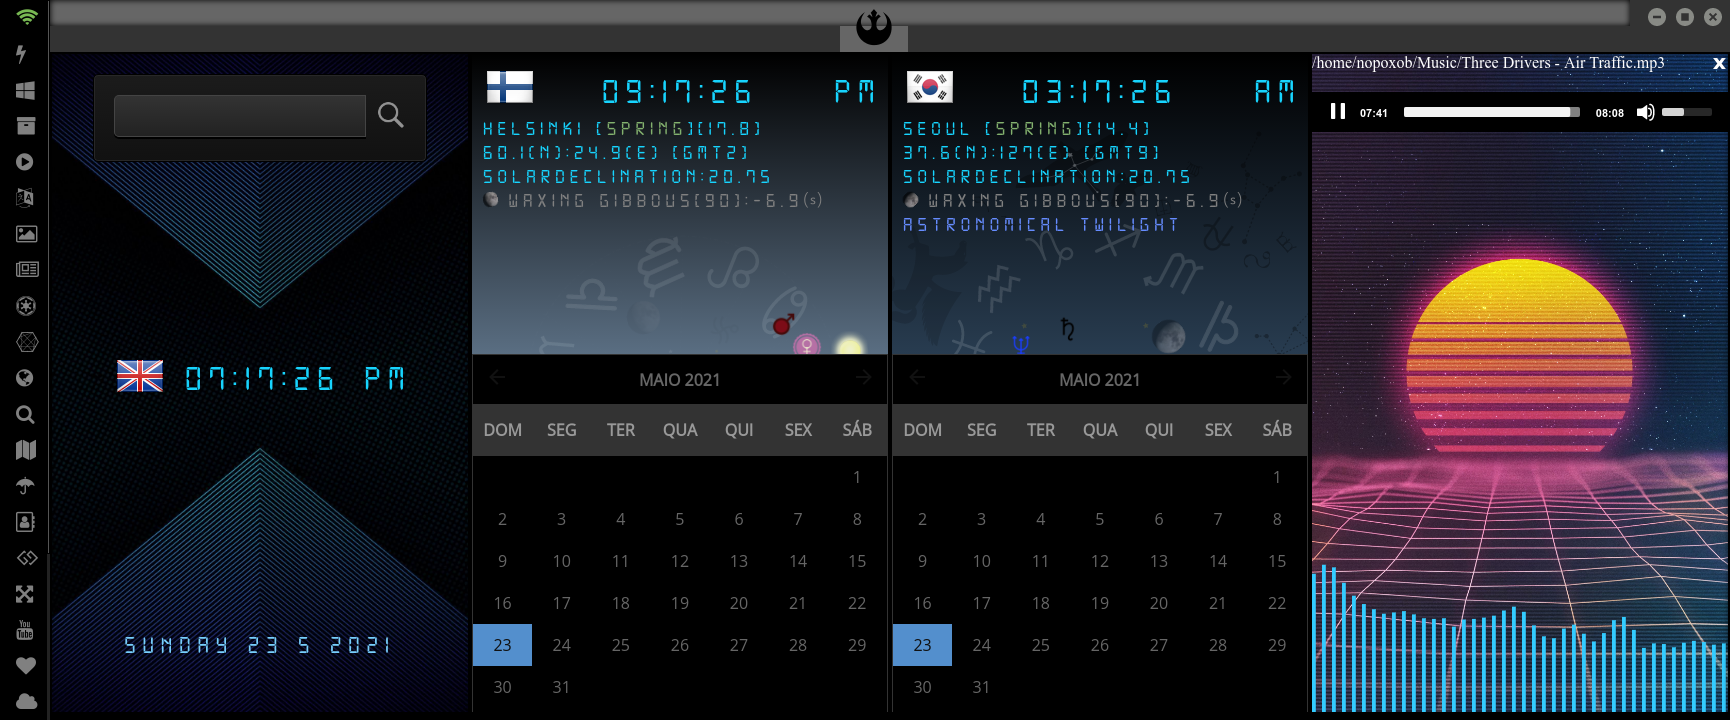 07:17:26 PM
SUNDAY 23 5 2021
09:17:26 PM
HELSINKI [SPRING][17.8]
60.1(N):24.9(E) [GMT2]
SOLARDECLINATION:20.75
WAXING GIBBOUS[90]:-6.9(s)
MAIO 2021
DOM SEG TER QUA QUI SEX SÁB
1
2 3 4 5 6 7 8
9 10 11 12 13 14 15
16 17 18 19 20 21 22
23 24 25 26 27 28 29
30 31
03:17:26 AM
SEOUL [SPRING][14.4]
37.6(N):127(E) [GMT9]
SOLARDECLINATION:20.75
WAXING GIBBOUS[90]:-6.9(s)
ASTRONOMICAL TWILIGHT
MAIO 2021
DOM SEG TER QUA QUI SEX SÁB
1
2 3 4 5 6 7 8
9 10 11 12 13 14 15
16 17 18 19 20 21 22
23 24 25 26 27 28 29
30 31
/home/nopoxob/Music/Three Drivers - Air Traffic.mp3 x
07:41 08:08
You
Tube